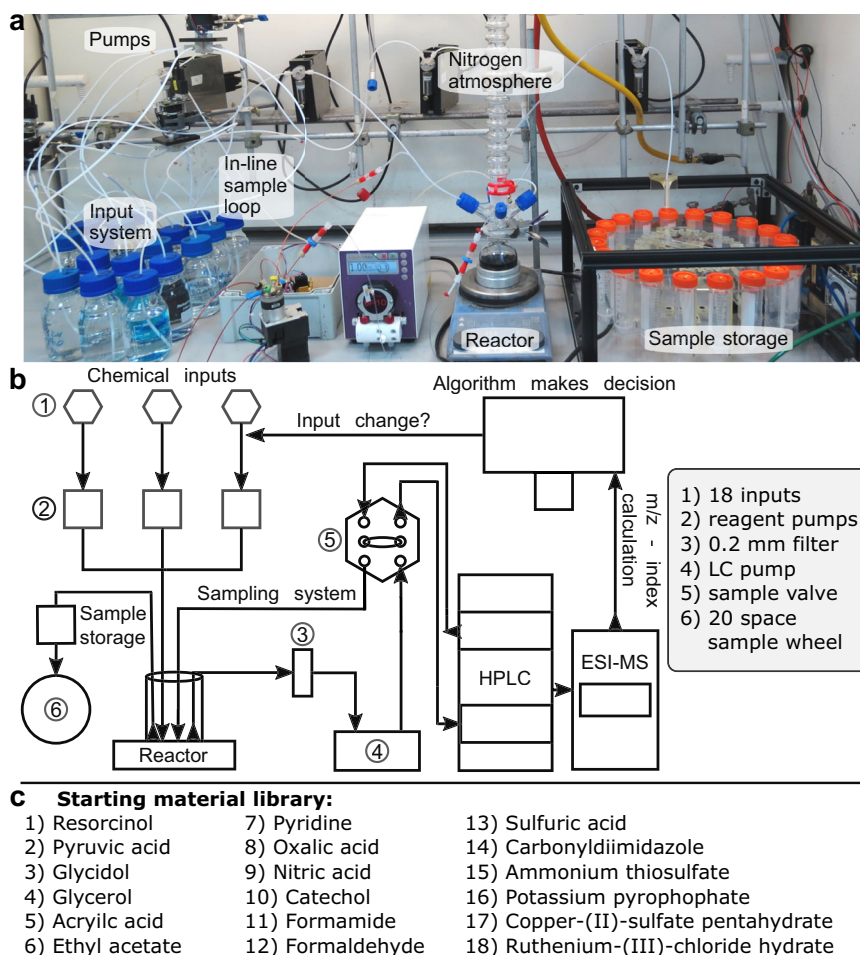 a
Pumps
Nitrogen
atmosphere
In-line
sample
loop
Input
system
Reactor
Sample storage
b
Chemical inputs
Algorithm makes decision
1
Input change?
2
m/z - index
calculation
5
1) 18 inputs
2) reagent pumps
3) 0.2 mm filter
4) LC pump
5) sample valve
6) 20 space
sample wheel
Sampling system
Sample
storage
3
HPLC
ESI-MS
6
4
Reactor
c Starting material library:
1) Resorcinol
2) Pyruvic acid
3) Glycidol
4) Glycerol
5) Acryilc acid
6) Ethyl acetate
7) Pyridine
8) Oxalic acid
9) Nitric acid
10) Catechol
11) Formamide
12) Formaldehyde
13) Sulfuric acid
14) Carbonyldiimidazole
15) Ammonium thiosulfate
16) Potassium pyrophophate
17) Copper-(II)-sulfate pentahydrate
18) Ruthenium-(III)-chloride hydrate